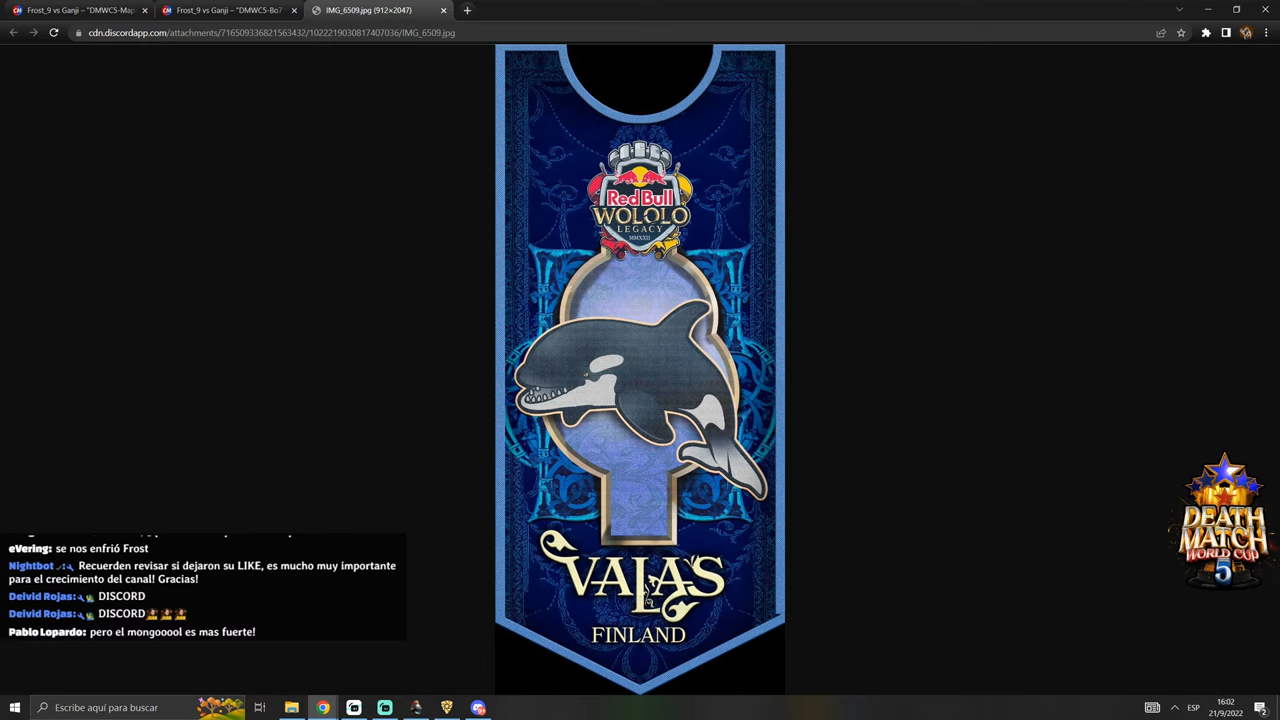 Frost_9 vs Ganji – "DMWC5-Map
Frost_9 vs Ganji – "DMWC5-Bo7
IMG_6509.jpg (912×2047)
cdn.discordapp.com/attachments/716509336821563432/1022219030817407036/IMG_6509.jpg
Red Bull
WOLOLO
LEGACY
MMXXII
VALAS
FINLAND
eVering: se nos enfrió Frost
Nightbot Recuerden revisar si dejaron su LIKE, es mucho muy importante
para el crecimiento del canal! Gracias!
Deivid Rojas: DISCORD
Deivid Rojas: DISCORD
Pablo Lopardo: pero el mongooool es mas fuerte!
DEATH
MATCH
WORLD CUP
5
Escribe aquí para buscar
ESP
16:02
21/9/2022
2